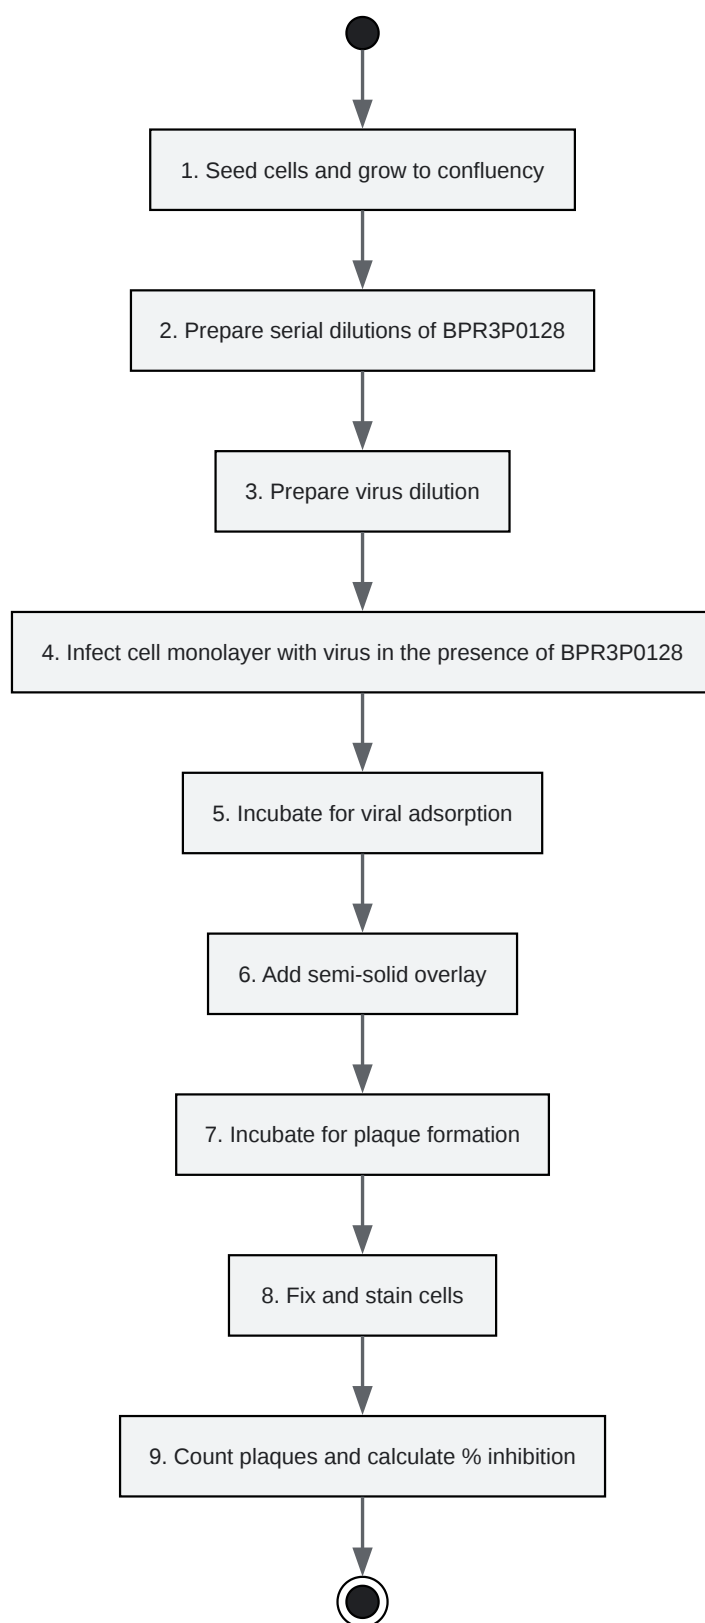 1. Seed cells and grow to confluency
2. Prepare serial dilutions of BPR3P0128
3. Prepare virus dilution
4. Infect cell monolayer with virus in the presence of BPR3P0128
5. Incubate for viral adsorption
6. Add semi-solid overlay
7. Incubate for plaque formation
8. Fix and stain cells
9. Count plaques and calculate % inhibition